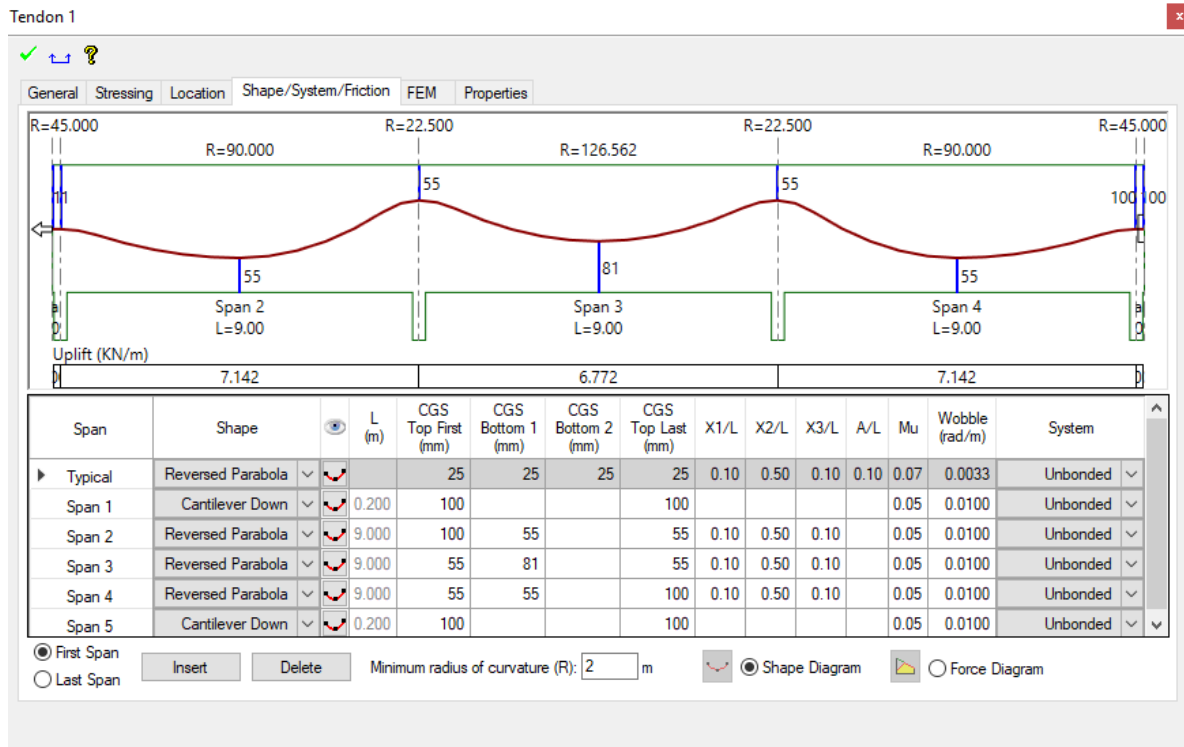 Tendon 1
x
General Stressing Location Shape/System/Friction FEM Properties
R=45.000 R=22.500 R=22.500 R=45.000
R=90.000 R=126.562 R=90.000
55 55
100 100
55 81 55
Span 2 Span 3 Span 4
L=9.00 L=9.00 L=9.00
Uplift (KN/m)
7.142 6.772 7.142
Span Shape L (m) CGS Top First (mm) CGS Bottom 1 (mm) CGS Bottom 2 (mm) CGS Top Last (mm) X1/L X2/L X3/L A/L Mu Wobble (rad/m) System
Typical Reversed Parabola 25 25 25 25 0.10 0.50 0.10 0.10 0.07 0.0033 Unbonded
Span 1 Cantilever Down 0.200 100 100 0.05 0.0100 Unbonded
Span 2 Reversed Parabola 9.000 100 55 55 0.10 0.50 0.10 0.05 0.0100 Unbonded
Span 3 Reversed Parabola 9.000 55 81 55 0.10 0.50 0.10 0.05 0.0100 Unbonded
Span 4 Reversed Parabola 9.000 55 55 100 0.10 0.50 0.10 0.05 0.0100 Unbonded
Span 5 Cantilever Down 0.200 100 100 0.05 0.0100 Unbonded
First Span
Last Span
Insert Delete Minimum radius of curvature (R): 2 m Shape Diagram Force Diagram